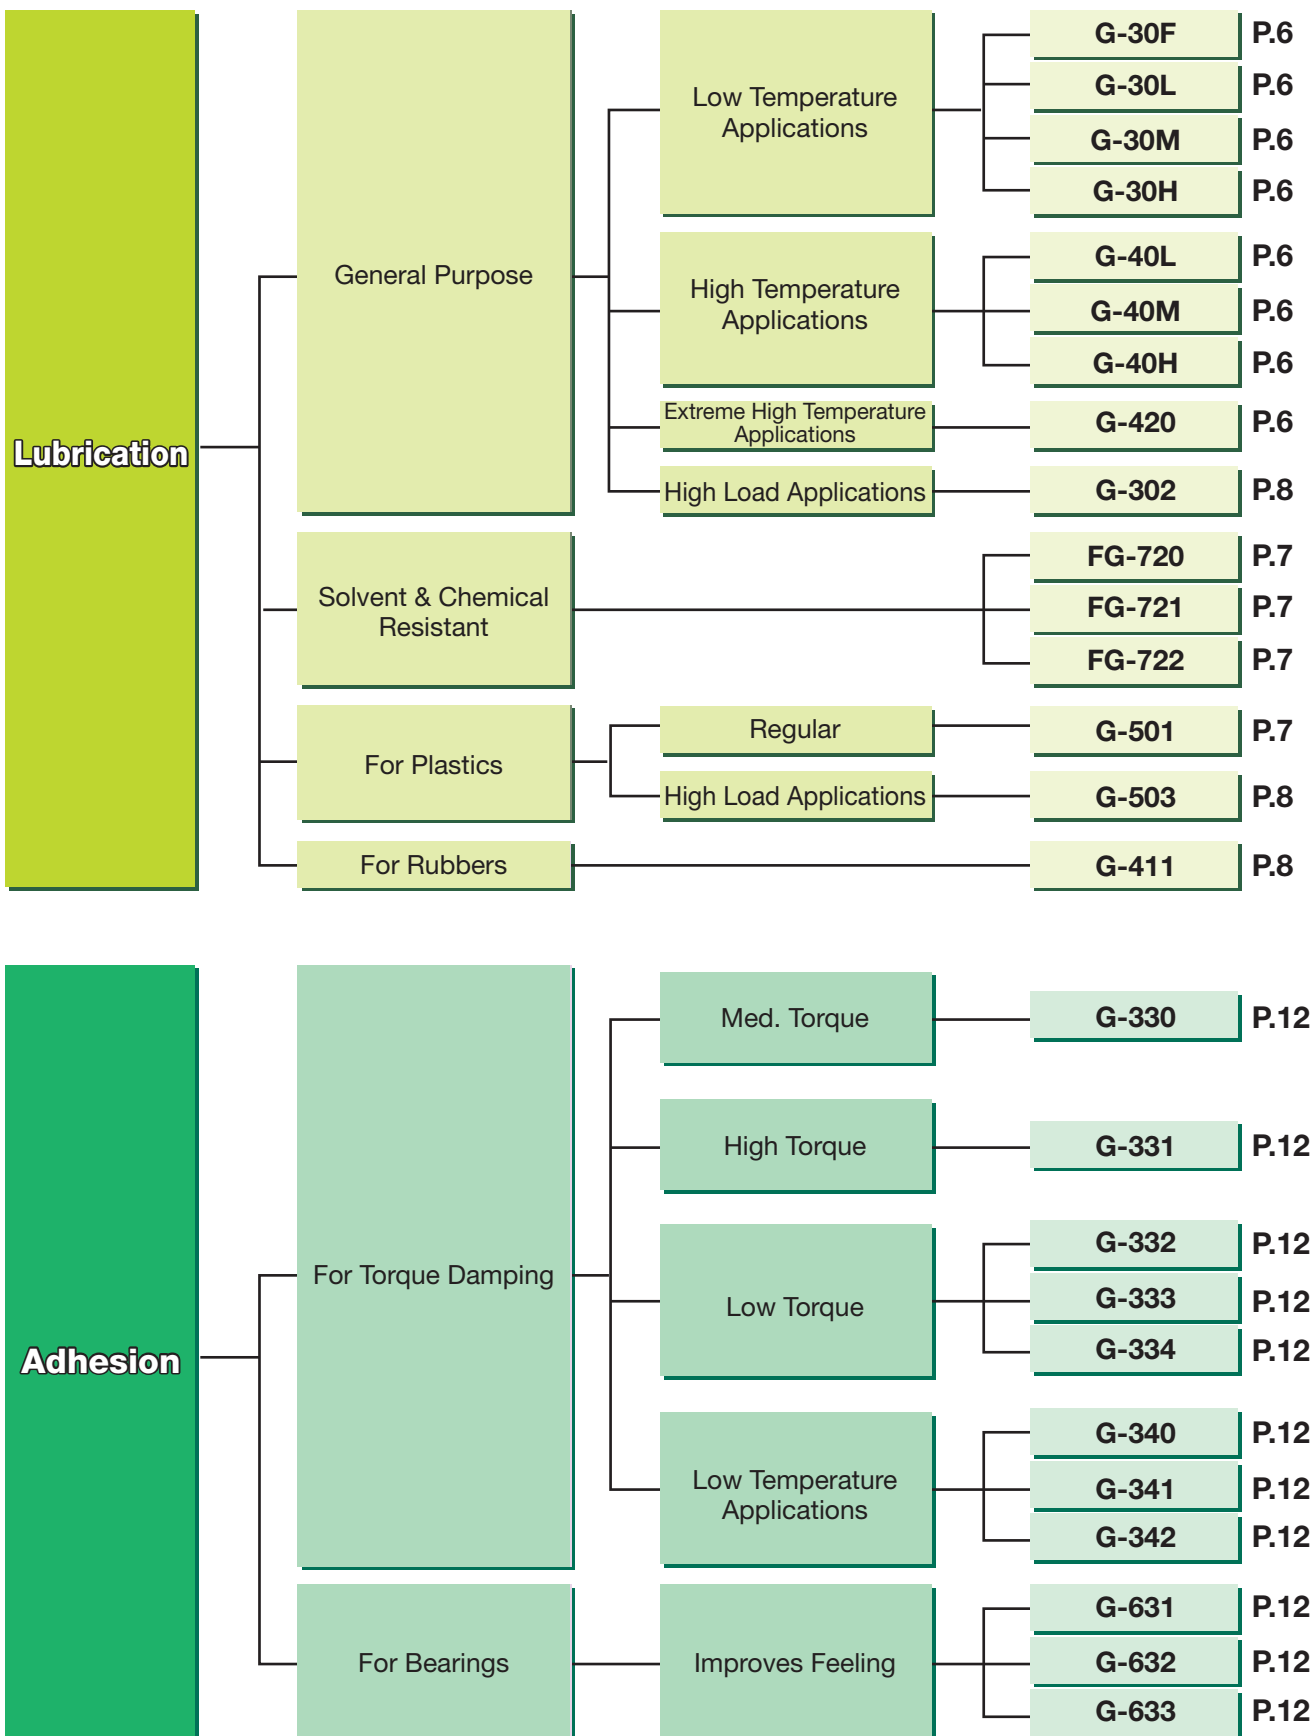 Lubrication
General Purpose
Low Temperature
Applications
G-30F P.6
G-30L P.6
G-30M P.6
G-30H P.6
High Temperature
Applications
G-40L P.6
G-40M P.6
G-40H P.6
Extreme High Temperature
Applications
G-420 P.6
High Load Applications
G-302 P.8
Solvent & Chemical
Resistant
FG-720 P.7
FG-721 P.7
FG-722 P.7
For Plastics
Regular
G-501 P.7
High Load Applications
G-503 P.8
For Rubbers
G-411 P.8
Adhesion
For Torque Damping
Med. Torque
G-330 P.12
High Torque
G-331 P.12
Low Torque
G-332 P.12
G-333 P.12
G-334 P.12
Low Temperature
Applications
G-340 P.12
G-341 P.12
G-342 P.12
For Bearings
Improves Feeling
G-631 P.12
G-632 P.12
G-633 P.12